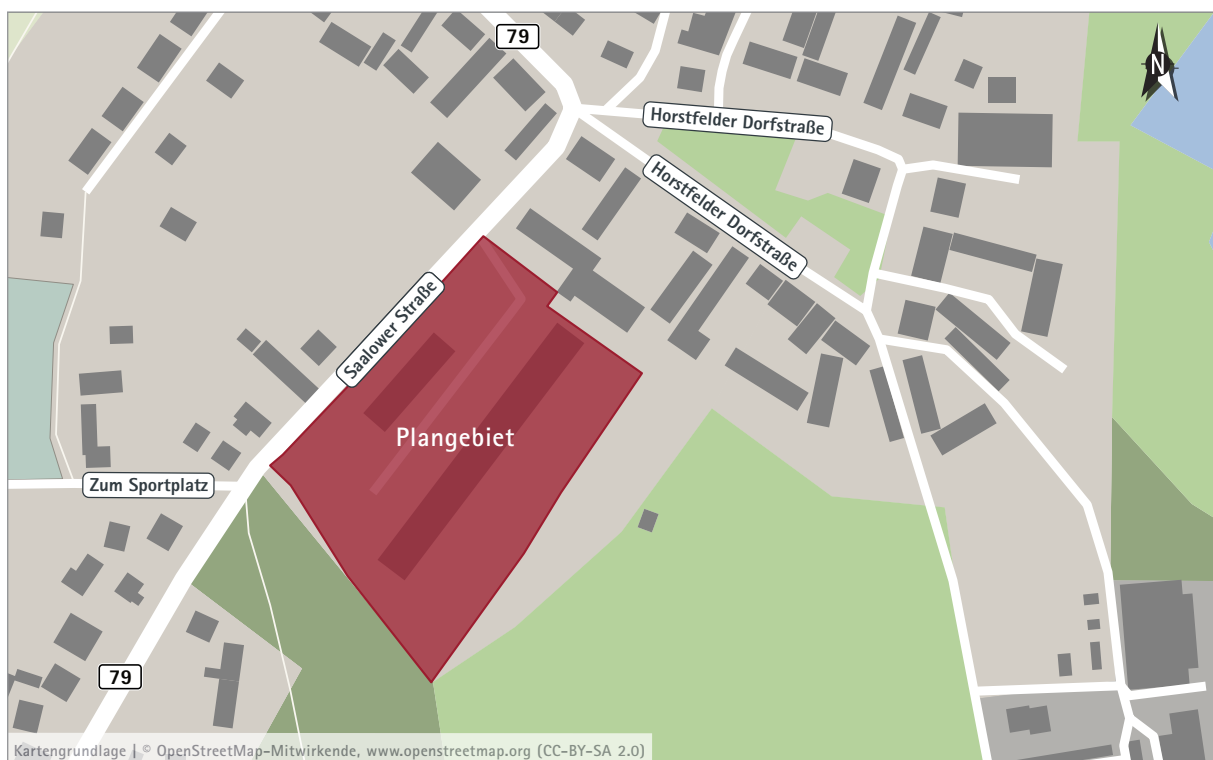 79
N
Horstfelder Dorfstraße
Horstfelder Dorfstraße
Saalower Straße
Plangebiet
Zum Sportplatz
79
Kartengrundlage | © OpenStreetMap-Mitwirkende, www.openstreetmap.org (CC-BY-SA 2.0)